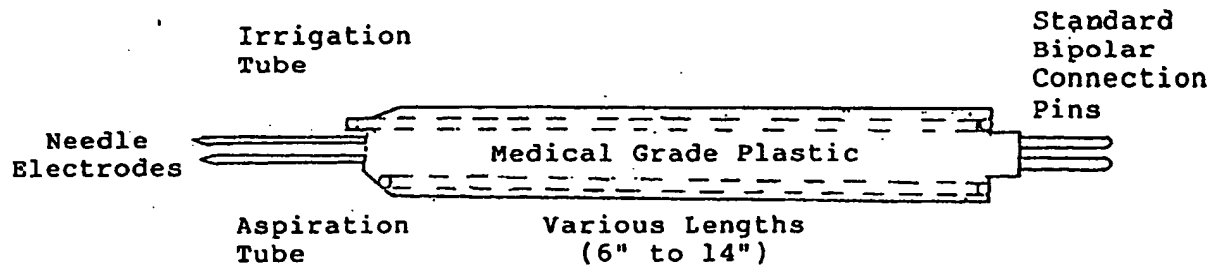 Irrigation
Tube
Standard
Bipolar
Connection
Pins
Needle
Electrodes
Medical Grade Plastic
Aspiration
Tube
Various Lengths
(6" to 14")